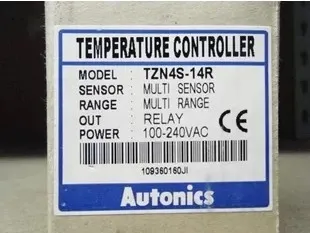 TEMPERATURE CONTROLLER
MODEL : TZN4S-14R
SENSOR : MULTI SENSOR
RANGE : MULTI RANGE
OUT : RELAY
POWER : 100-240VAC
CE
109360160JI
Autonics